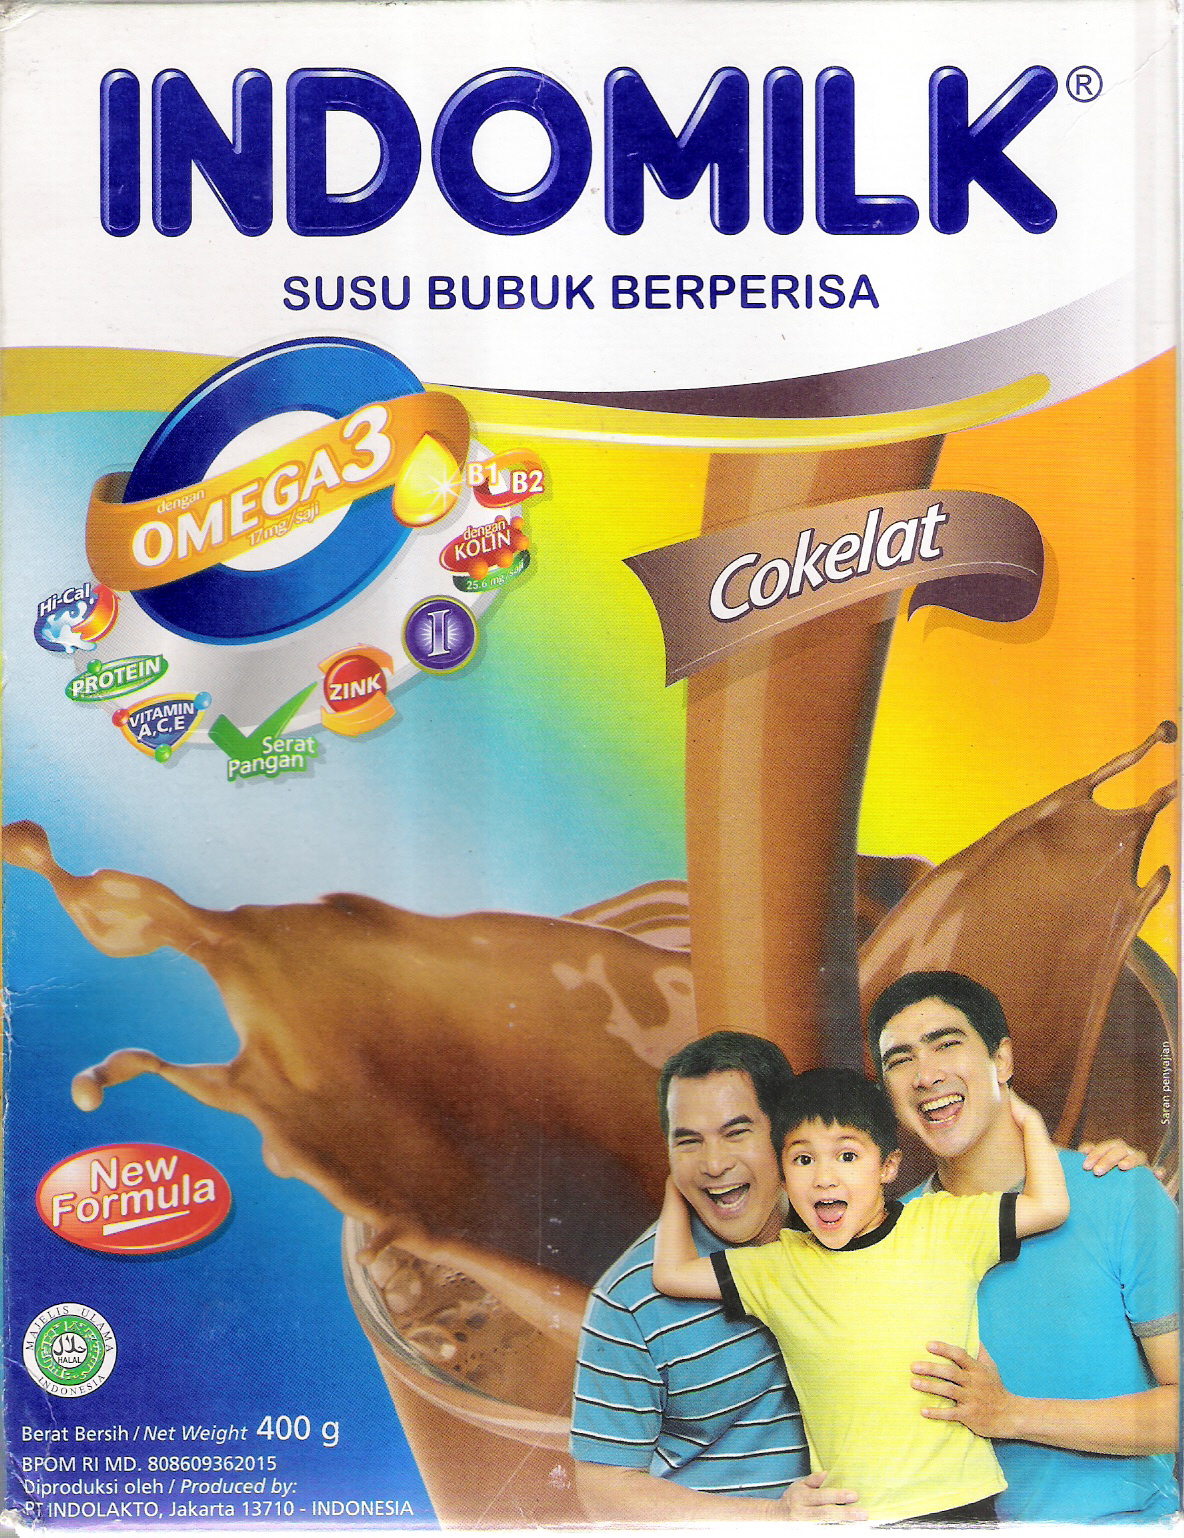 INDOMILK®
SUSU BUBUK BERPERISA
dengan
OMEGA3
17mg/saji
B1 B2
dengan
KOLIN
25.6 mg/saji
Hi-Cal
I
PROTEIN
ZINK
VITAMIN
A,C,E
Serat
Pangan
Cokelat
Saran penyajian
New
Formula
MAJELIS ULAMA
حلال
HALAL
INDONESIA
Berat Bersih / Net Weight 400 g
BPOM RI MD. 808609362015
Diproduksi oleh / Produced by:
PT INDOLAKTO, Jakarta 13710 - INDONESIA